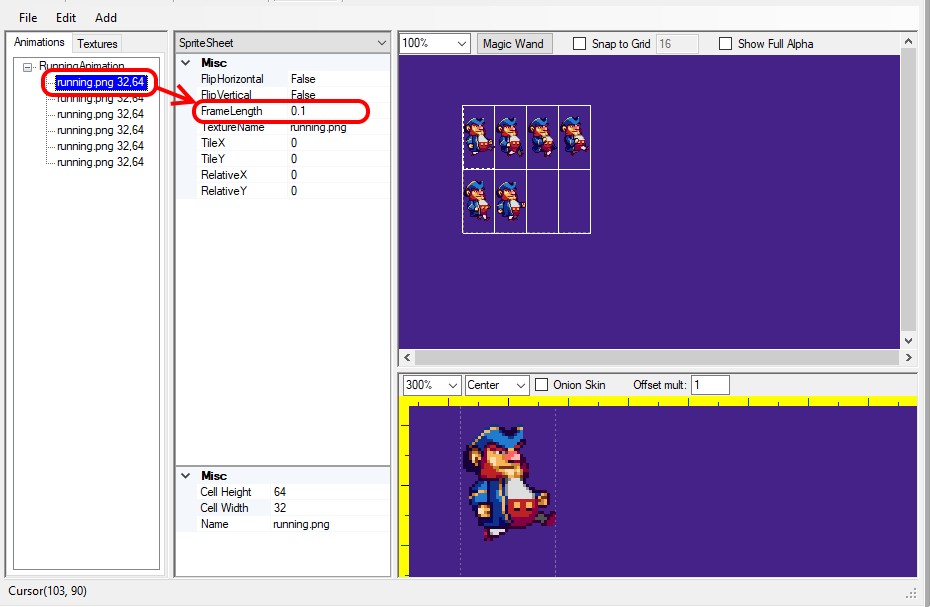 File Edit Add
Animations Textures
RunningAnimation
running.png 32,64
running.png 32,64
running.png 32,64
running.png 32,64
running.png 32,64
running.png 32,64
SpriteSheet
Misc
FlipHorizontal False
FlipVertical False
FrameLength 0.1
TextureName running.png
TileX 0
TileY 0
RelativeX 0
RelativeY 0
Misc
Cell Height 64
Cell Width 32
Name running.png
100% Magic Wand Snap to Grid 16 Show Full Alpha
300% Center Onion Skin Offset mult: 1
Cursor(103, 90)